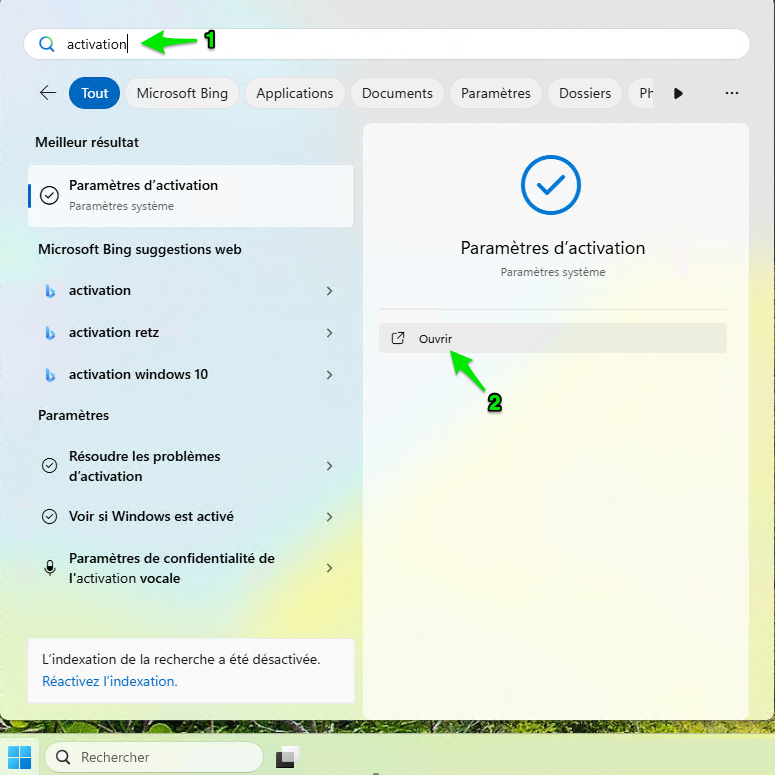 activation
1
Tout
Microsoft Bing
Applications
Documents
Paramètres
Dossiers
Ph
...
Meilleur résultat
Paramètres d’activation
Paramètres système
Microsoft Bing suggestions web
activation
activation retz
activation windows 10
Paramètres
Résoudre les problèmes
d’activation
Voir si Windows est activé
Paramètres de confidentialité de
l'activation vocale
L’indexation de la recherche a été désactivée.
Réactivez l’indexation.
Paramètres d’activation
Paramètres système
Ouvrir
2
Rechercher